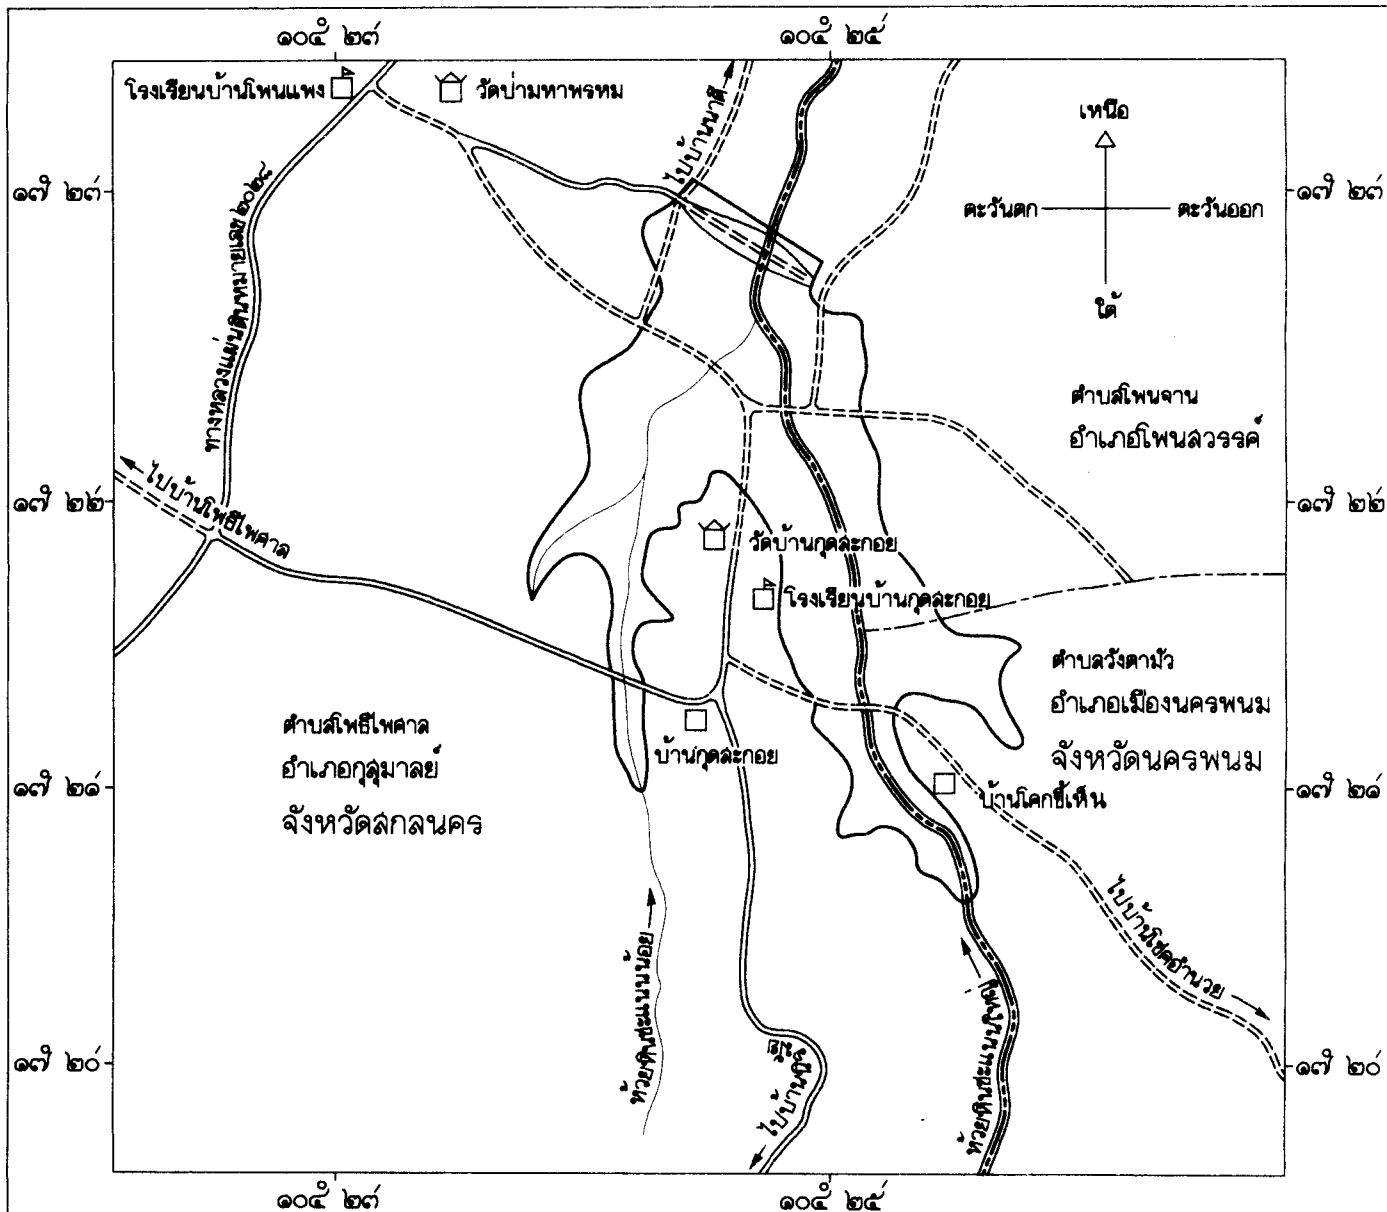 ๑๐๔ํ ๒๓' ๑๐๔ํ ๒๕'
โรงเรียนบ้านโพนแพง
วัดป่ามหาพรหม
ไปบ้านนาดี
เหนือ
๑๗ํ ๒๓' ๑๗ํ ๒๓'
ตะวันตก ตะวันออก
ใต้
ทางหลวงแผ่นดินหมายเลข ๒๐๒๘
ตำบลโพนจาน
อำเภอโพนสวรรค์
ไปบ้านโพธิไพศาล
๑๗ํ ๒๒' ๑๗ํ ๒๒'
วัดบ้านกุดละกอย
โรงเรียนบ้านกุดละกอย
ตำบลวังตามัว
อำเภอเมืองนครพนม
จังหวัดนครพนม
ตำบลโพธิไพศาล
อำเภอกุสุมาลย์
จังหวัดสกลนคร
บ้านกุดละกอย
๑๗ํ ๒๑' ๑๗ํ ๒๑'
บ้านโคกขี้เห็น
ไปบ้านโชคอำนวย
ห้วยหินชะแนนน้อย
ห้วยหินชะแนนใหญ่
๑๗ํ ๒๐' ๑๗ํ ๒๐'
ไปบ้าน
๑๐๔ํ ๒๓' ๑๐๔ํ ๒๕'